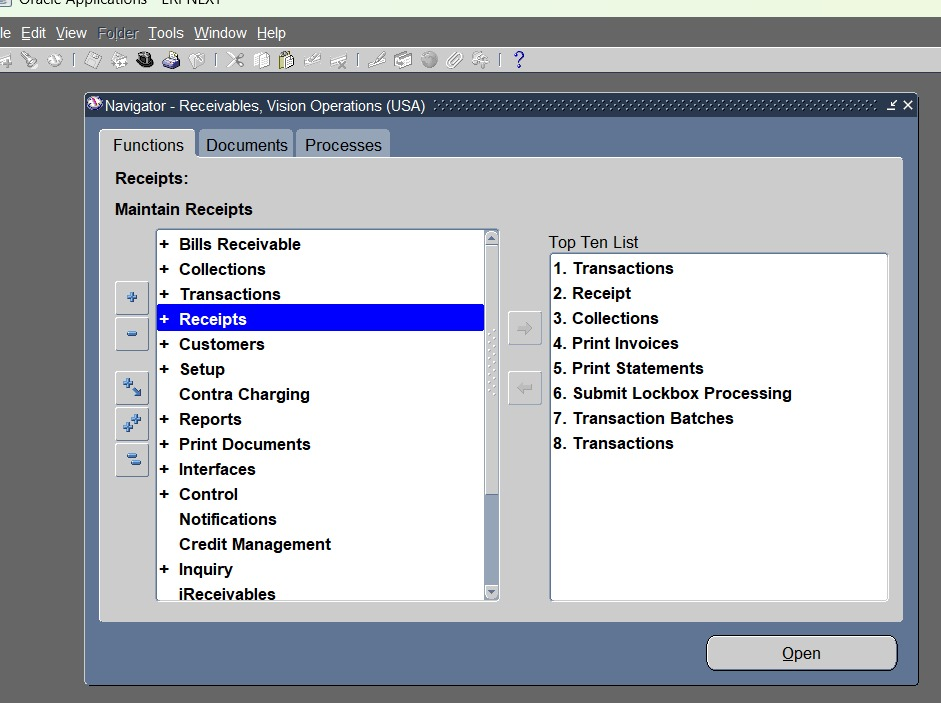 Oracle Applications - ERPNEXT
le Edit View Folder Tools Window Help
Navigator - Receivables, Vision Operations (USA)
Functions Documents Processes
Receipts:
Maintain Receipts
+ Bills Receivable
+ Collections
+ Transactions
+ Receipts
+ Customers
+ Setup
Contra Charging
+ Reports
+ Print Documents
+ Interfaces
+ Control
Notifications
Credit Management
+ Inquiry
iReceivables
Top Ten List
1. Transactions
2. Receipt
3. Collections
4. Print Invoices
5. Print Statements
6. Submit Lockbox Processing
7. Transaction Batches
8. Transactions
Open